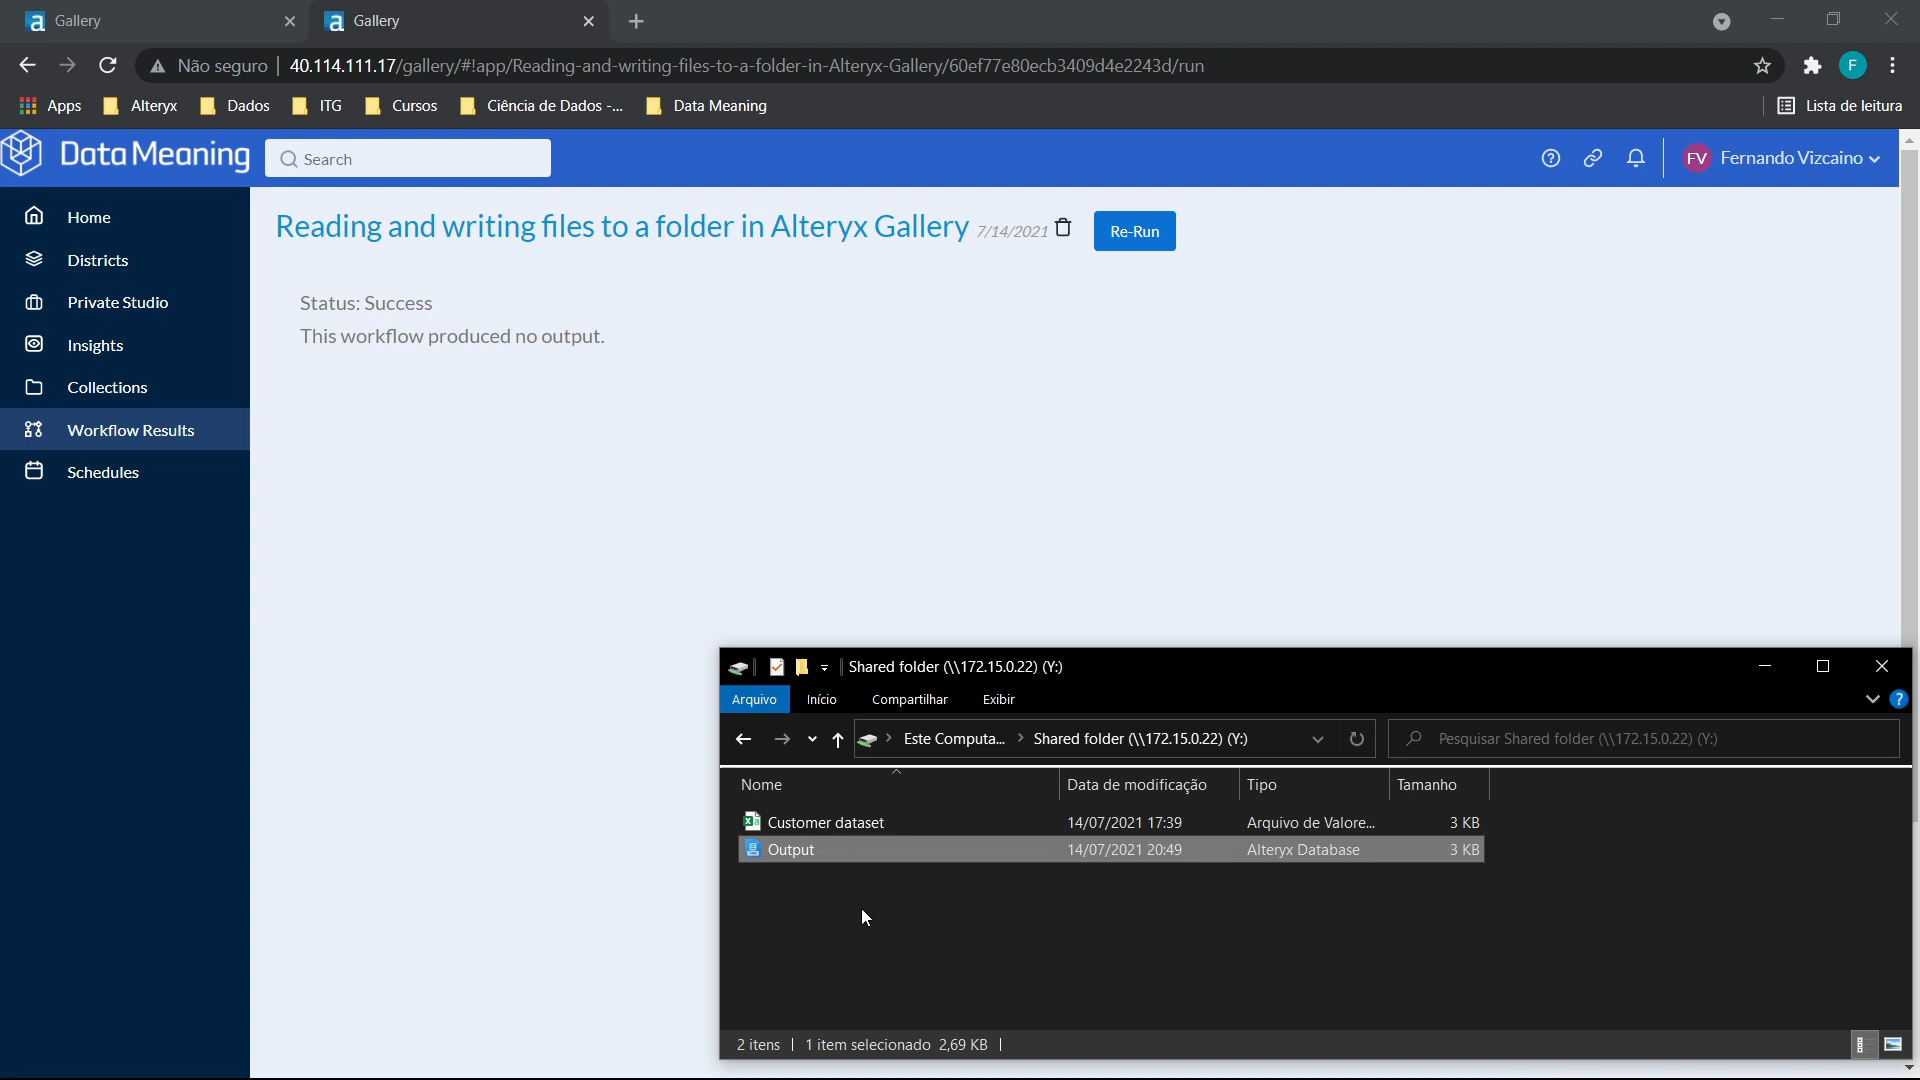 Gallery
Gallery
Não seguro | 40.114.111.17/gallery/#!app/Reading-and-writing-files-to-a-folder-in-Alteryx-Gallery/60ef77e80ecb3409d4e2243d/run
F
Apps Alteryx Dados ITG Cursos Ciência de Dados -... Data Meaning Lista de leitura
Data Meaning Search FV Fernando Vizcaino
Home
Districts
Private Studio
Insights
Collections
Workflow Results
Schedules
Reading and writing files to a folder in Alteryx Gallery 7/14/2021 Re-Run
Status: Success
This workflow produced no output.
Shared folder (\\172.15.0.22) (Y:)
Arquivo Início Compartilhar Exibir
Este Computa... > Shared folder (\\172.15.0.22) (Y:) Pesquisar Shared folder (\\172.15.0.22) (Y:)
Nome Data de modificação Tipo Tamanho
Customer dataset 14/07/2021 17:39 Arquivo de Valore... 3 KB
Output 14/07/2021 20:49 Alteryx Database 3 KB
2 itens | 1 item selecionado 2,69 KB |